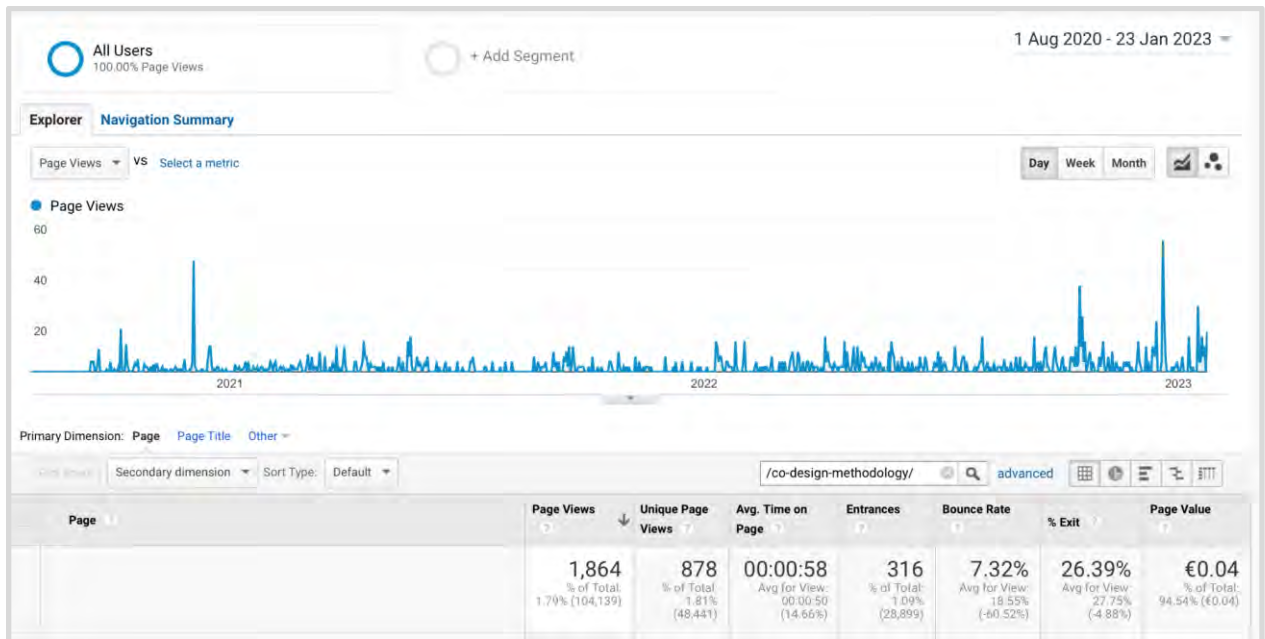 All Users
100.00% Page Views
+ Add Segment
1 Aug 2020 - 23 Jan 2023
Explorer Navigation Summary
Page Views VS Select a metric
Day Week Month
Page Views
60
40
20
2021 2022 2023
Primary Dimension: Page Page Title Other
Secondary dimension Sort Type: Default /co-design-methodology/ advanced
Page Page Views Unique Page Views Avg. Time on Page Entrances Bounce Rate % Exit Page Value
1,864 878 00:00:58 316 7.32% 26.39% €0.04
% of Total: % of Total: Avg for View: % of Total: Avg for View: Avg for View: % of Total:
1.79% (104,139) 1.81% 00:00:50 1.09% 18.55% 27.75% 94.54% (€0.04)
(48,441) (14.66%) (28,899) (-60.52%) (-4.88%)